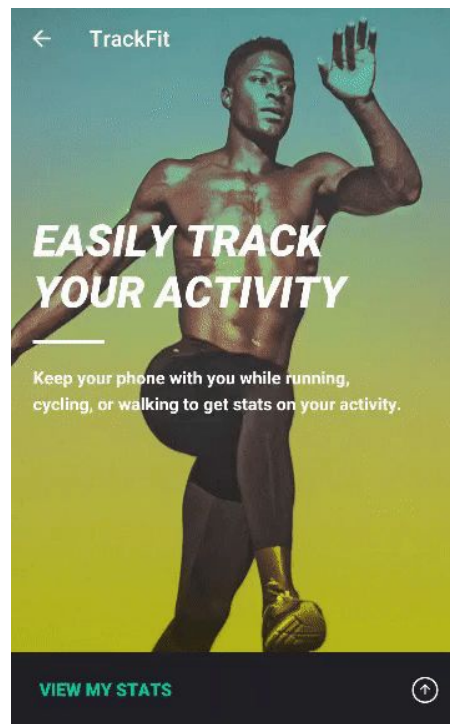 TrackFit
EASILY TRACK
YOUR ACTIVITY
Keep your phone with you while running,
cycling, or walking to get stats on your activity.
VIEW MY STATS